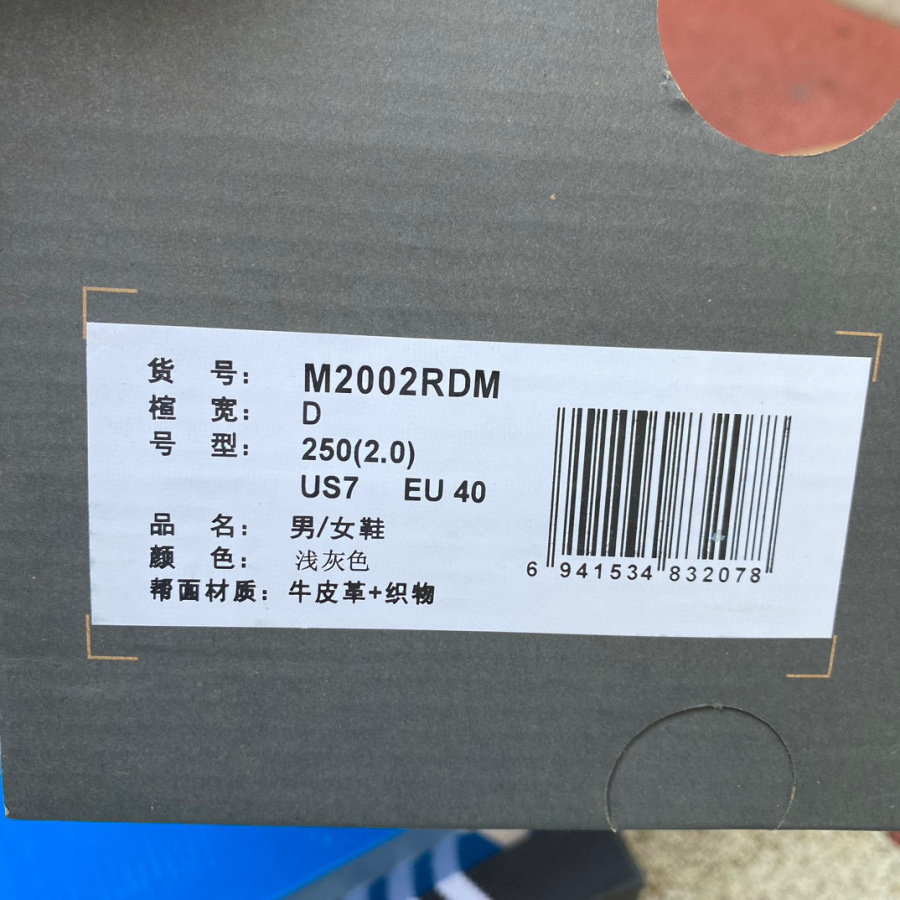 货 号： M2002RDM
楦 宽： D
号 型： 250(2.0)
US7 EU 40
品 名： 男/女鞋
颜 色： 浅灰色
帮面材质：牛皮革+织物
6 941534 832078